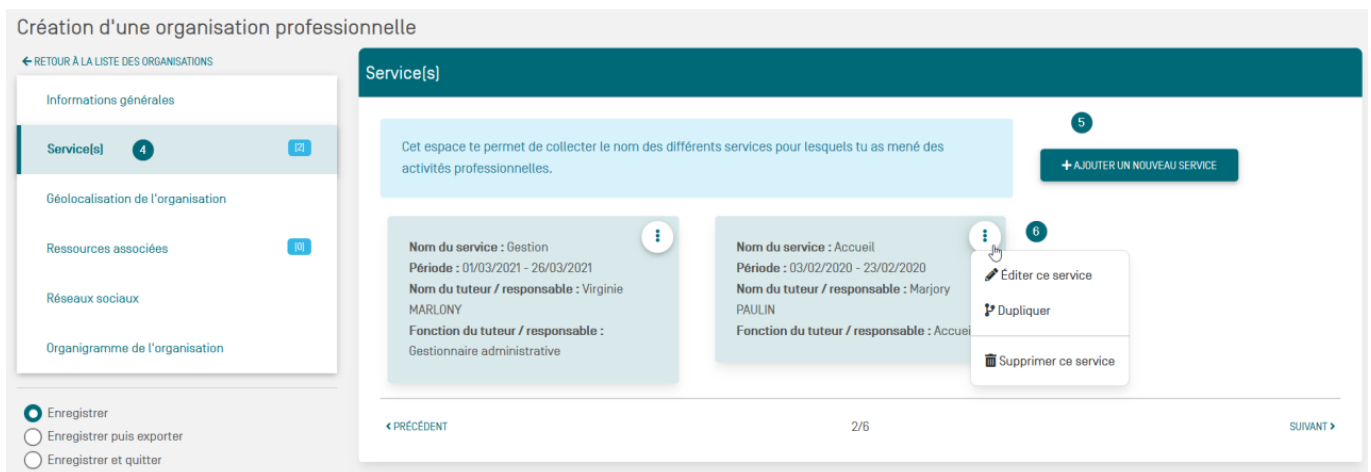 Création d'une organisation professionnelle
RETOUR À LA LISTE DES ORGANISATIONS
Informations générales
Service(s) 4 [2]
Géolocalisation de l'organisation
Ressources associées [0]
Réseaux sociaux
Organigramme de l'organisation
Enregistrer
Enregistrer puis exporter
Enregistrer et quitter
Service(s)
Cet espace te permet de collecter le nom des différents services pour lesquels tu as mené des
activités professionnelles.
5
+ AJOUTER UN NOUVEAU SERVICE
Nom du service : Gestion
Période : 01/03/2021 - 26/03/2021
Nom du tuteur / responsable : Virginie
MARLONY
Fonction du tuteur / responsable :
Gestionnaire administrative
Nom du service : Accueil
Période : 03/02/2020 - 23/02/2020
Nom du tuteur / responsable : Marjory
PAULIN
Fonction du tuteur / responsable : Accuei
6
Éditer ce service
Dupliquer
Supprimer ce service
PRÉCÉDENT
2/6
SUIVANT